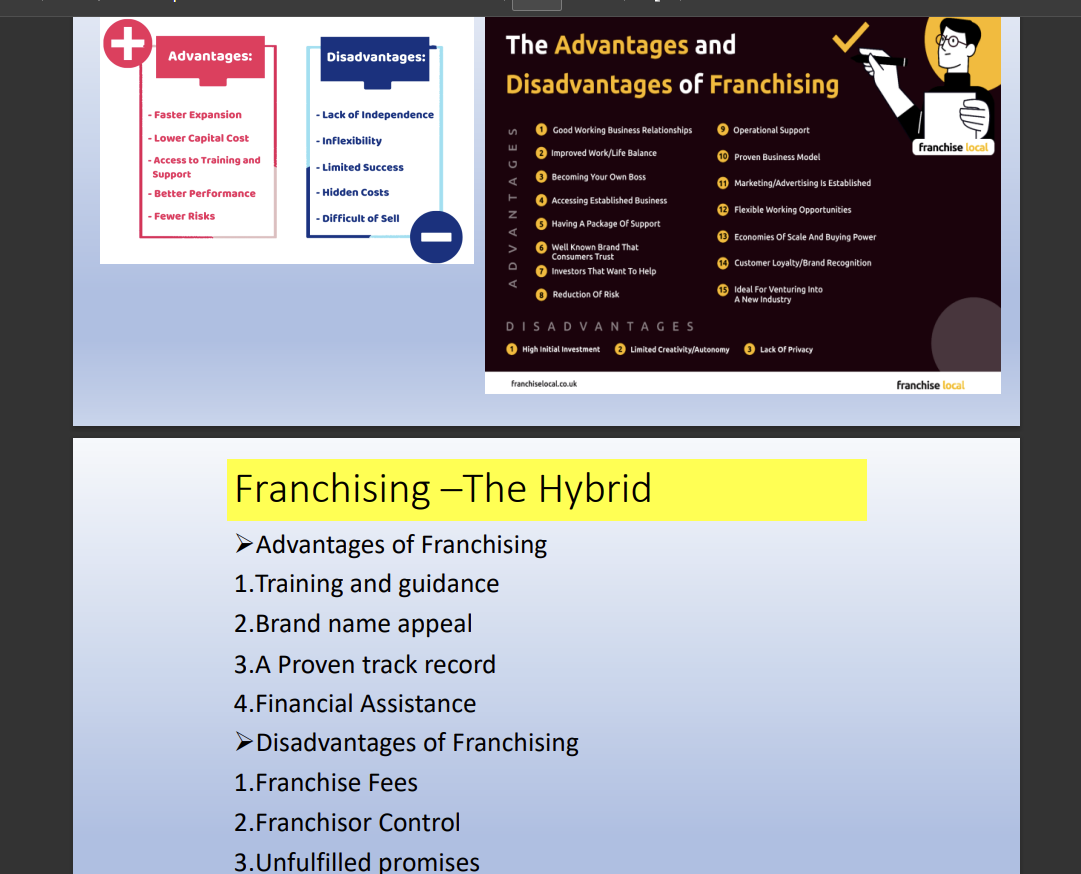 Advantages:
- Faster Expansion
- Lower Capital Cost
- Access to Training and
Support
- Better Performance
- Fewer Risks
Disadvantages:
- Lack of Independence
- Inflexibility
- Limited Success
- Hidden Costs
- Difficult of Sell
The Advantages and
Disadvantages of Franchising
franchise local
ADVANTAGES
1 Good Working Business Relationships
2 Improved Work/Life Balance
3 Becoming Your Own Boss
4 Accessing Established Business
5 Having A Package Of Support
6 Well Known Brand That
Consumers Trust
7 Investors That Want To Help
8 Reduction Of Risk
9 Operational Support
10 Proven Business Model
11 Marketing/Advertising Is Established
12 Flexible Working Opportunities
13 Economies Of Scale And Buying Power
14 Customer Loyalty/Brand Recognition
15 Ideal For Venturing Into
A New Industry
DISADVANTAGES
1 High Initial Investment 2 Limited Creativity/Autonomy 3 Lack Of Privacy
franchiselocal.co.uk franchise local
Franchising –The Hybrid
➢Advantages of Franchising
1.Training and guidance
2.Brand name appeal
3.A Proven track record
4.Financial Assistance
➢Disadvantages of Franchising
1.Franchise Fees
2.Franchisor Control
3.Unfulfilled promises